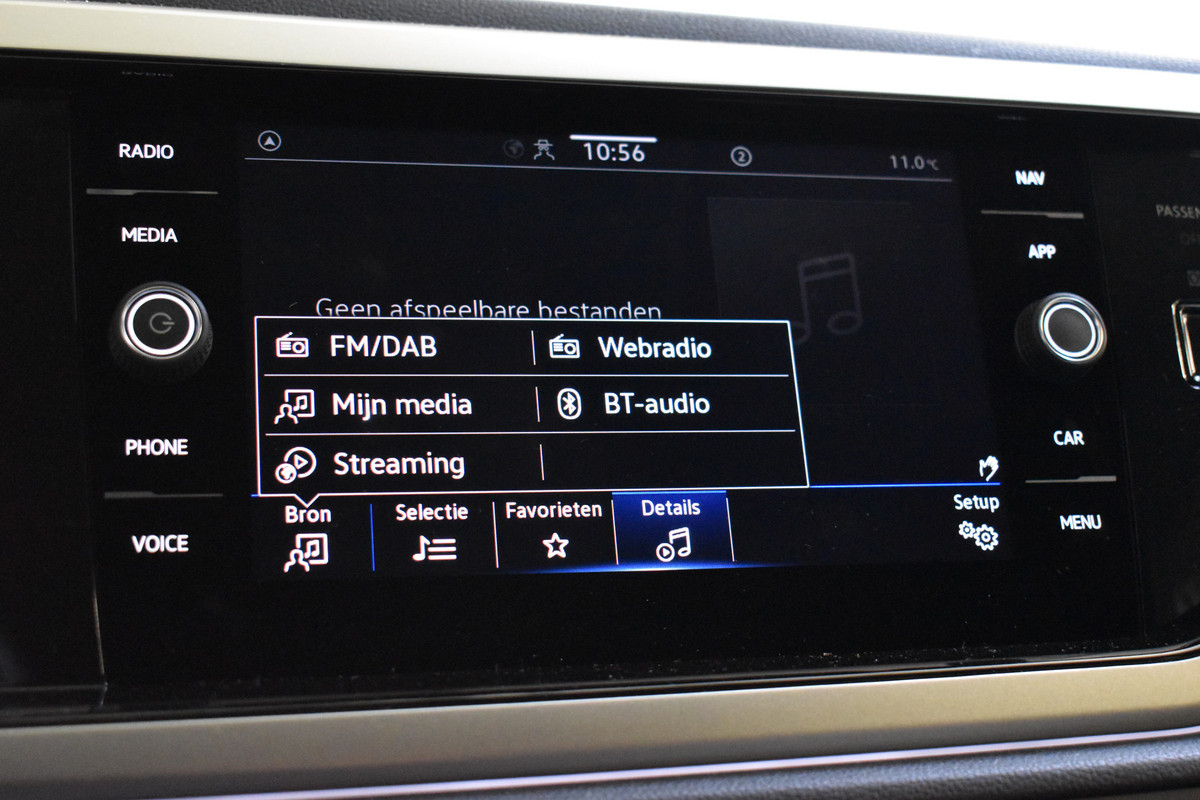 RADIO
MEDIA
PHONE
VOICE
10:56
2
11.0°C
Geen afspeelbare bestanden
FM/DAB
Webradio
Mijn media
BT-audio
Streaming
Bron
Selectie
Favorieten
Details
Setup
NAV
APP
CAR
MENU